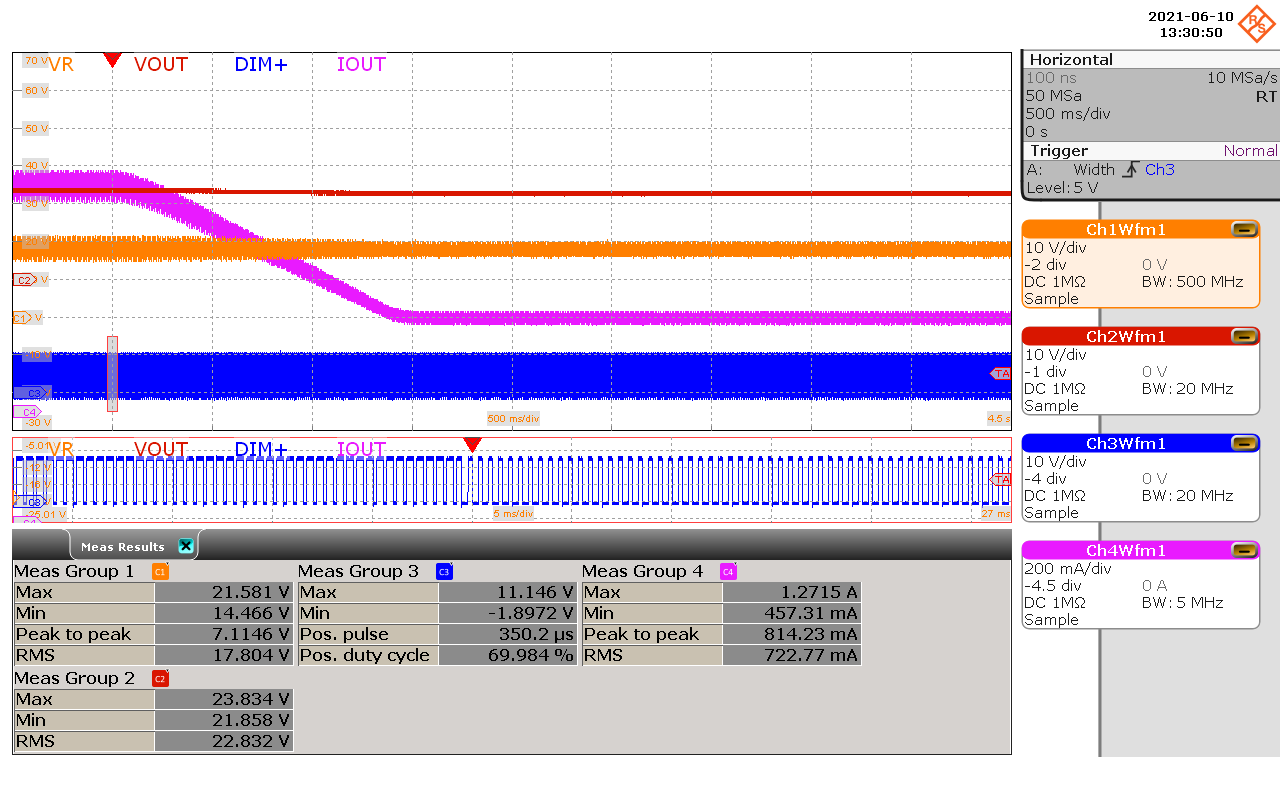 2021-06-10
13:30:50
70 V
VR
VOUT
DIM+
IOUT
60 V
50 V
40 V
30 V
20 V
C2
V
C1
V
10 V
C3
C4
-30 V
TA
500 ms/div
4.5 s
-5.01
VR
VOUT
DIM+
IOUT
TA
C3
-25.01 V
5 ms/div
27 ms
Horizontal
100 ns
10 MSa/s
50 MSa
RT
500 ms/div
0 s
Trigger
Normal
A: Width Ch3
Level: 5 V
Ch1Wfm1
10 V/div
-2 div
0 V
DC 1MΩ
BW: 500 MHz
Sample
Ch2Wfm1
10 V/div
-1 div
0 V
DC 1MΩ
BW: 20 MHz
Sample
Ch3Wfm1
10 V/div
-4 div
0 V
DC 1MΩ
BW: 20 MHz
Sample
Ch4Wfm1
200 mA/div
-4.5 div
0 A
DC 1MΩ
BW: 5 MHz
Sample
Meas Results
Meas Group 1 C1
Max 21.581 V
Min 14.466 V
Peak to peak 7.1146 V
RMS 17.804 V
Meas Group 3 C3
Max 11.146 V
Min -1.8972 V
Pos. pulse 350.2 µs
Pos. duty cycle 69.984 %
Meas Group 4 C4
Max 1.2715 A
Min 457.31 mA
Peak to peak 814.23 mA
RMS 722.77 mA
Meas Group 2 C2
Max 23.834 V
Min 21.858 V
RMS 22.832 V